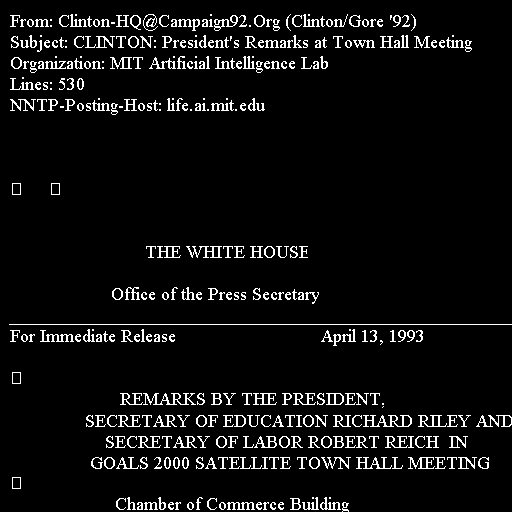 From: Clinton-HQ@Campaign92.Org (Clinton/Gore '92)
Subject: CLINTON: President's Remarks at Town Hall Meeting
Organization: MIT Artificial Intelligence Lab
Lines: 530
NNTP-Posting-Host: life.ai.mit.edu
THE WHITE HOUSE
Office of the Press Secretary
For Immediate Release April 13, 1993
REMARKS BY THE PRESIDENT,
SECRETARY OF EDUCATION RICHARD RILEY AND
SECRETARY OF LABOR ROBERT REICH IN
GOALS 2000 SATELLITE TOWN HALL MEETING
Chamber of Commerce Building